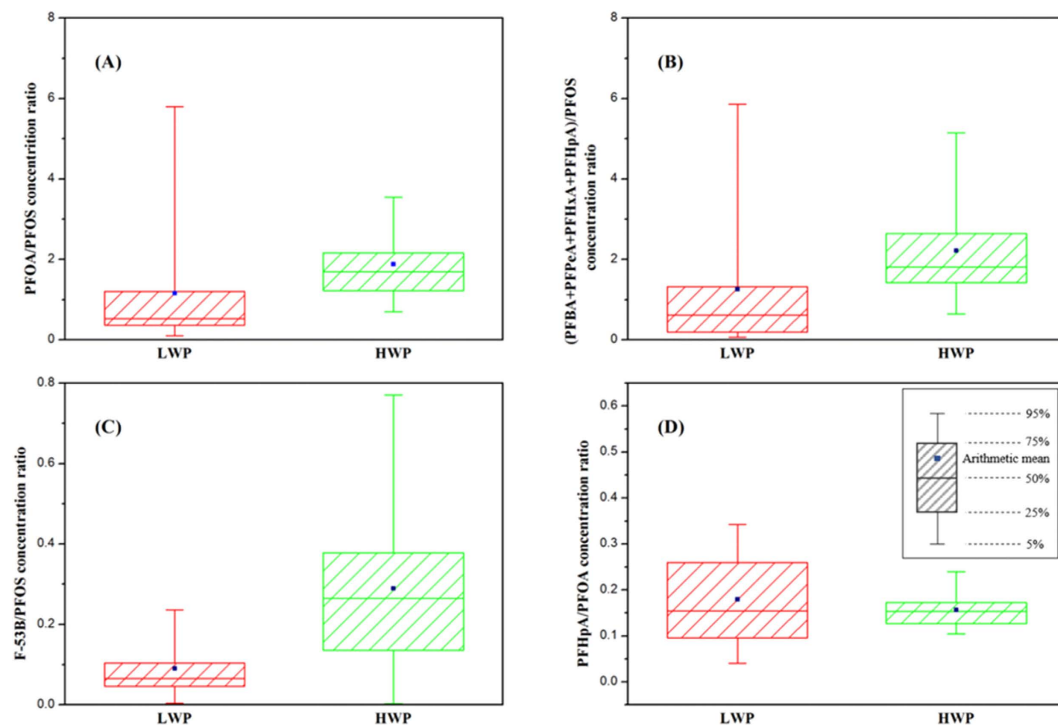 8
6
4
2
0
(A)
PFOA/PFOS concentrition ratio
LWP
HWP
8
6
4
2
0
(B)
(PFBA+PFPeA+PFHxA+PFHpA)/PFOS
concentration ratio
LWP
HWP
0.8
0.6
0.4
0.2
0.0
(C)
F-53B/PFOS concentration ratio
LWP
HWP
0.6
0.5
0.4
0.3
0.2
0.1
0.0
(D)
PFHpA/PFOA concentration ratio
95%
75%
Arithmetic mean
50%
25%
5%
LWP
HWP